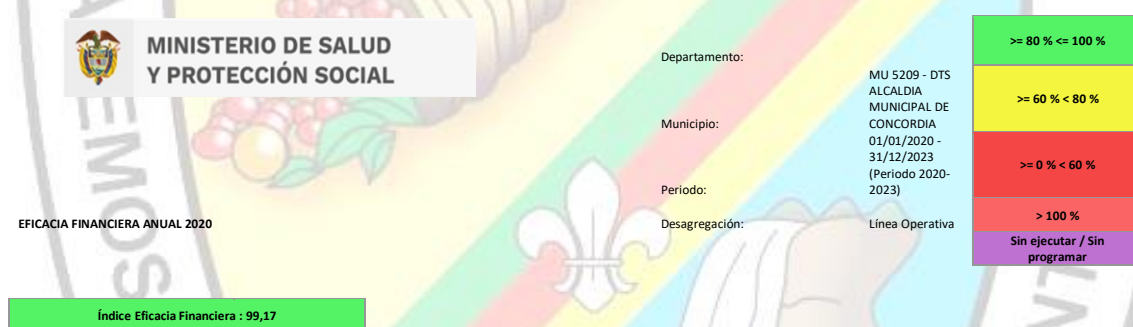 MINISTERIO DE SALUD
Y PROTECCIÓN SOCIAL
Departamento:
MU 5209 - DTS
ALCALDIA
MUNICIPAL DE
CONCORDIA
Municipio:
01/01/2020 -
31/12/2023
(Periodo 2020-
2023)
Periodo:
EFICACIA FINANCIERA ANUAL 2020
Desagregación:
Línea Operativa
>= 80 % <= 100 %
>= 60 % < 80 %
>= 0 % < 60 %
> 100 %
Sin ejecutar / Sin
programar
Índice Eficacia Financiera : 99,17
EMOS